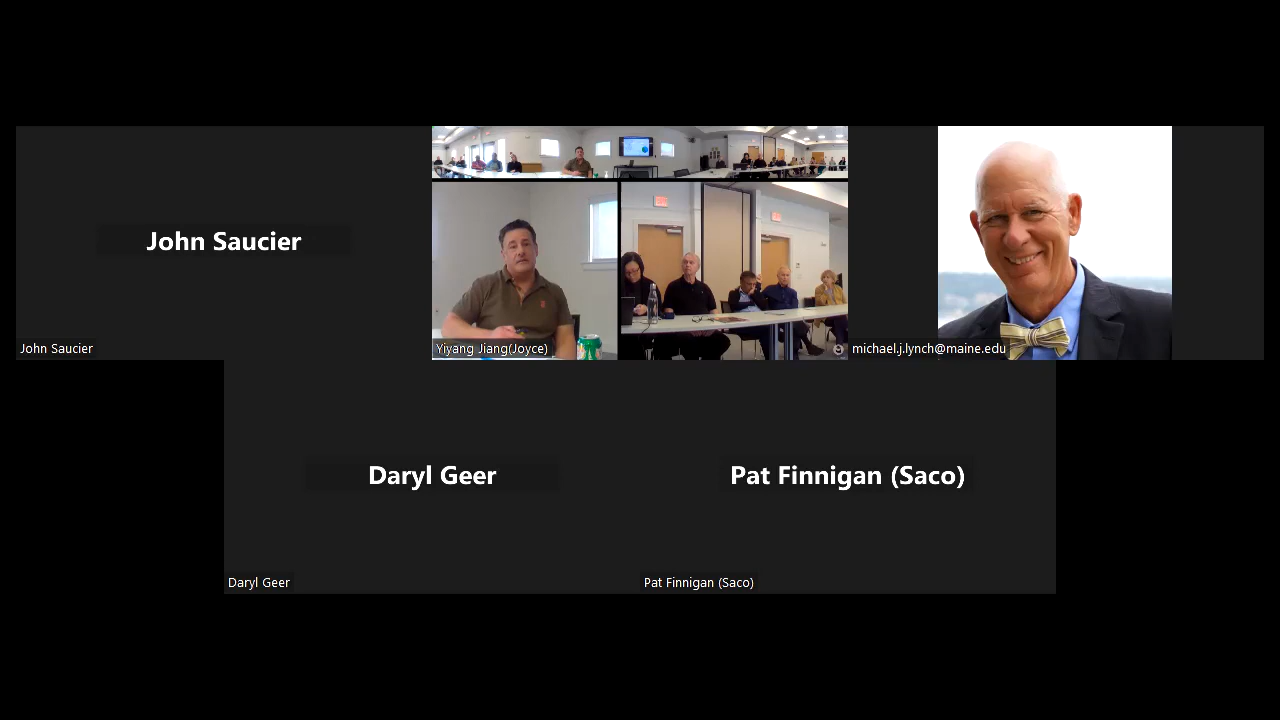 John Saucier
John Saucier
Yiyang Jiang(Joyce)
michael.j.lynch@maine.edu
Daryl Geer
Pat Finnigan (Saco)
Daryl Geer
Pat Finnigan (Saco)